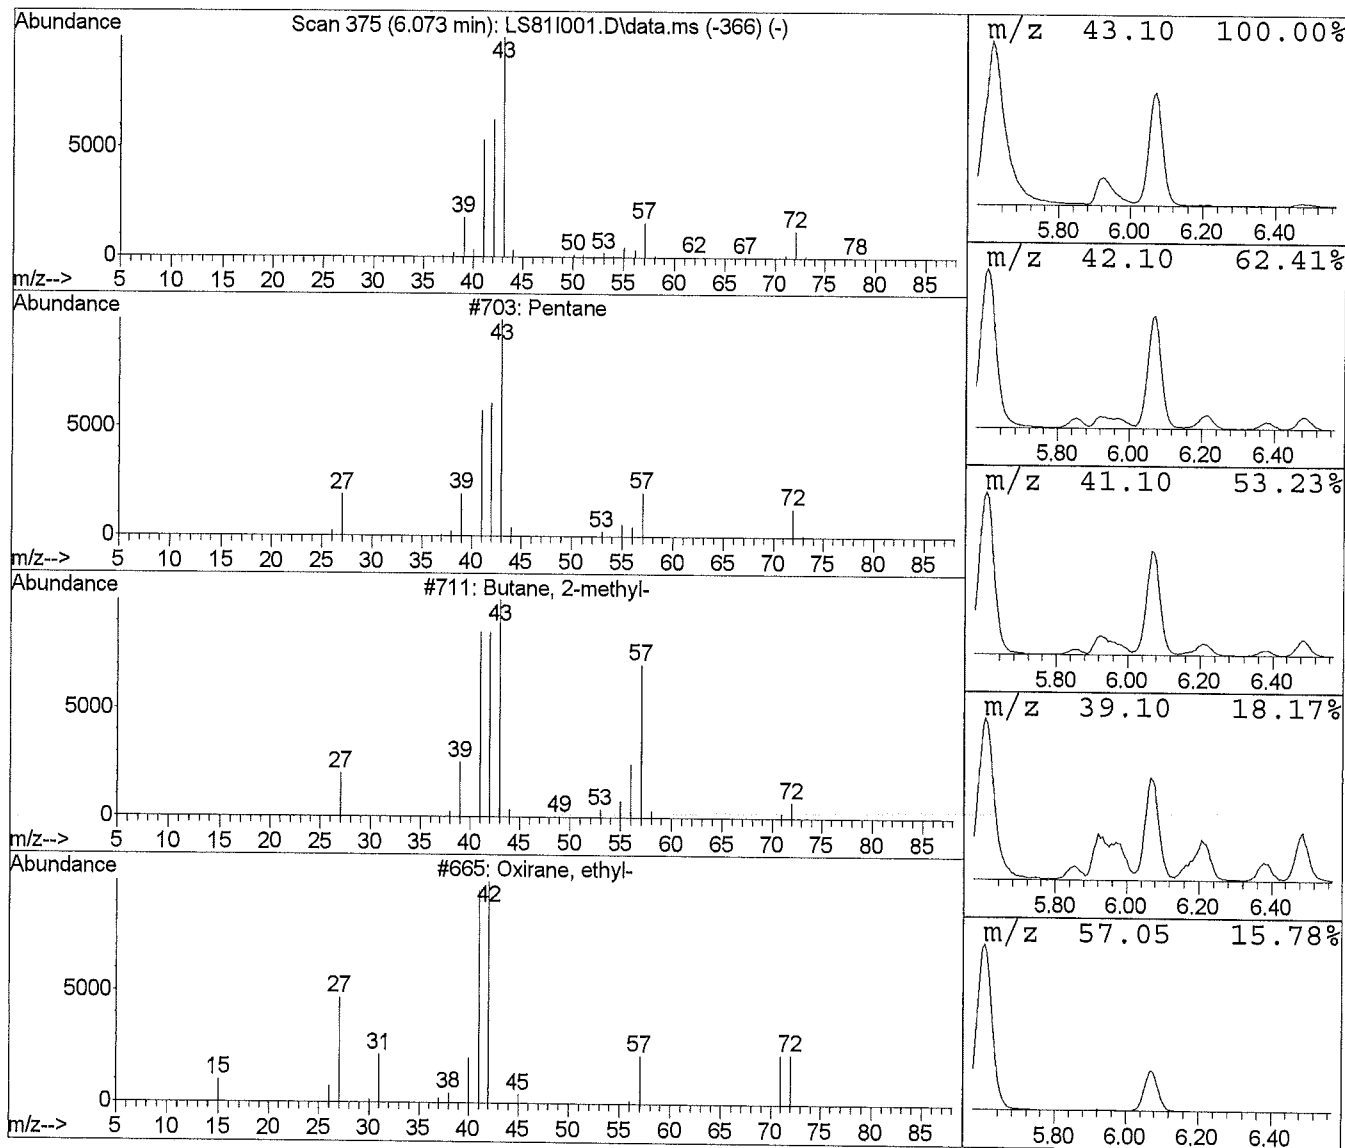 Abundance
Scan 375 (6.073 min): LS81I001.D\data.ms (-366) (-)
43
5000
39
57
72
50 53 62 67 78
0
5 10 15 20 25 30 35 40 45 50 55 60 65 70 75 80 85
m/z-->
Abundance
#703: Pentane
43
5000
27 39 57
72
53
0
5 10 15 20 25 30 35 40 45 50 55 60 65 70 75 80 85
m/z-->
Abundance
#711: Butane, 2-methyl-
43
57
5000
39
27
49 53 72
0
5 10 15 20 25 30 35 40 45 50 55 60 65 70 75 80 85
m/z-->
Abundance
#665: Oxirane, ethyl-
42
5000
27
31 57 72
15
38 45
0
5 10 15 20 25 30 35 40 45 50 55 60 65 70 75 80 85
m/z-->
m/z 43.10 100.00%
5.80 6.00 6.20 6.40
m/z 42.10 62.41%
5.80 6.00 6.20 6.40
m/z 41.10 53.23%
5.80 6.00 6.20 6.40
m/z 39.10 18.17%
5.80 6.00 6.20 6.40
m/z 57.05 15.78%
5.80 6.00 6.20 6.40